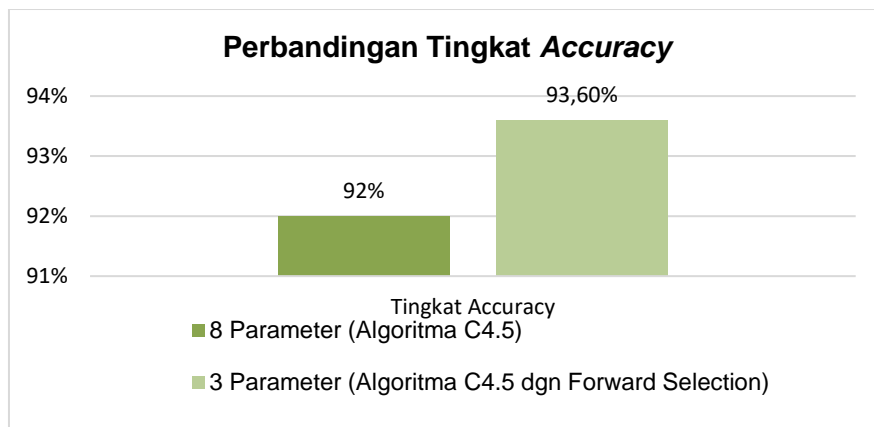 Perbandingan Tingkat Accuracy
94%
93,60%
93%
92%
92%
91%
Tingkat Accuracy
8 Parameter (Algoritma C4.5)
3 Parameter (Algoritma C4.5 dgn Forward Selection)